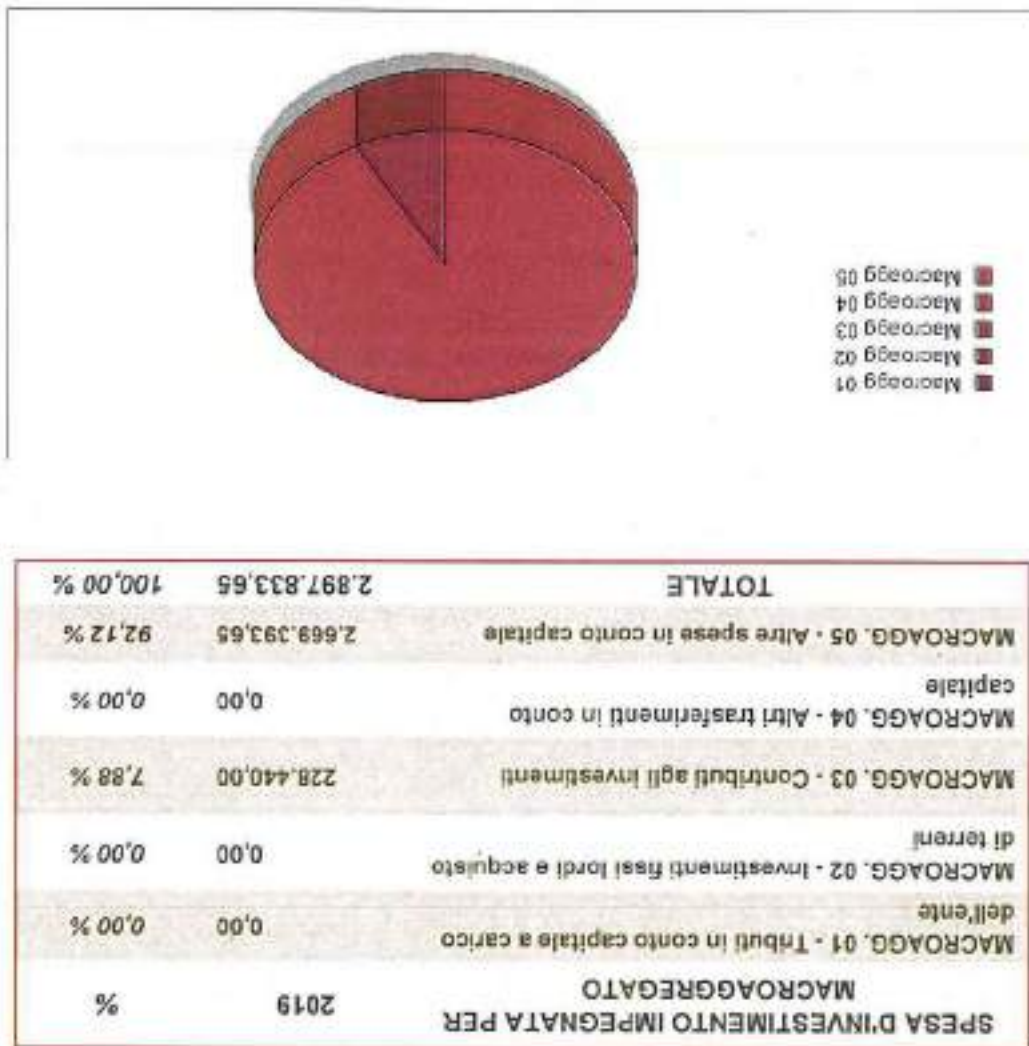 SPESA D'INVESTIMENTO IMPEGNATA PER
MACROAGGREGATO
2019
%
MACROAGG. 01 - Tributi in conto capitale a carico
dell'ente
0,00
0,00 %
MACROAGG. 02 - Investimenti fissi lordi e acquisto
di terreni
0,00
0,00 %
MACROAGG. 03 - Contributi agli investimenti
228.440,00
7,88 %
MACROAGG. 04 - Altri trasferimenti in conto
capitale
0,00
0,00 %
MACROAGG. 05 - Altre spese in conto capitale
2.669.393,65
92,12 %
TOTALE
2.897.833,65
100,00 %
Macroagg 01
Macroagg 02
Macroagg 03
Macroagg 04
Macroagg 05